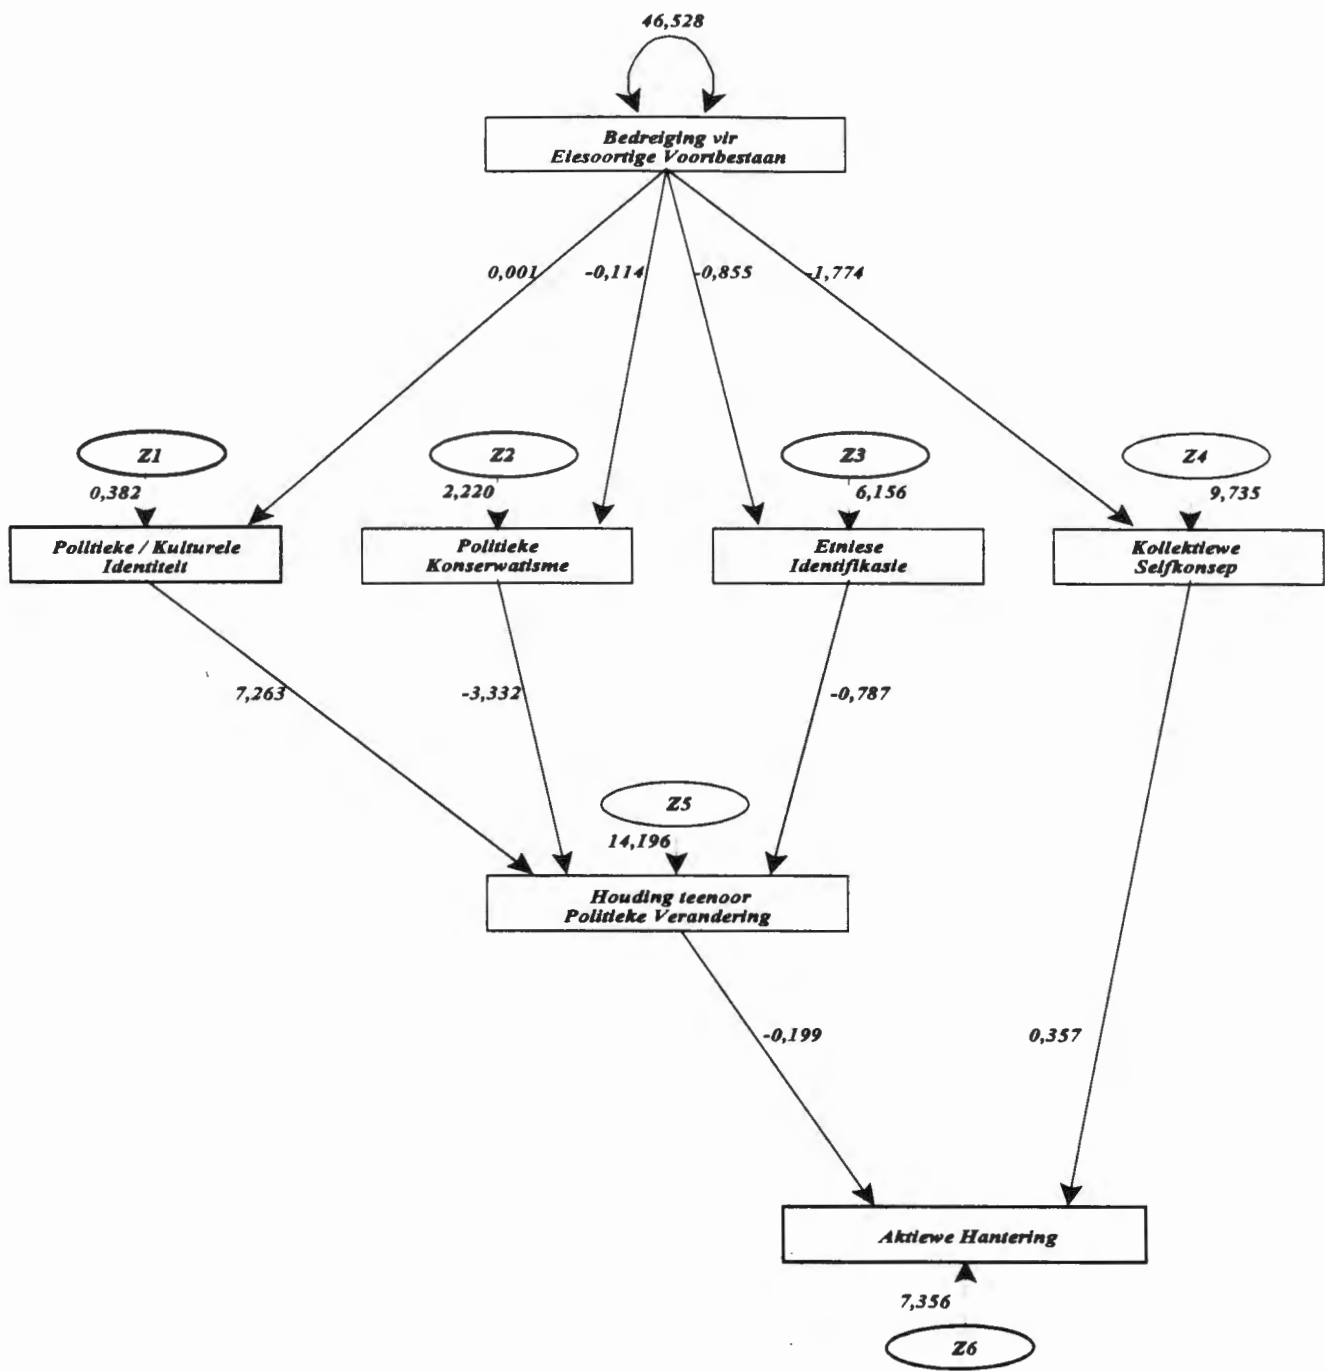 46,528
Bedreiging vir
Eiesoortige Voortbestaan
0,001
-0,114
-0,855
-1,774
Z1
Z2
Z3
Z4
0,382
2,220
6,156
9,735
Politieke / Kulturele
Identiteit
Politieke
Konserwatisme
Etniese
Identifikasie
Kollektiewe
Selfkonsep
7,263
-3,332
-0,787
Z5
14,196
Houding teenoor
Politieke Verandering
-0,199
0,357
Aktiewe Hantering
7,356
Z6